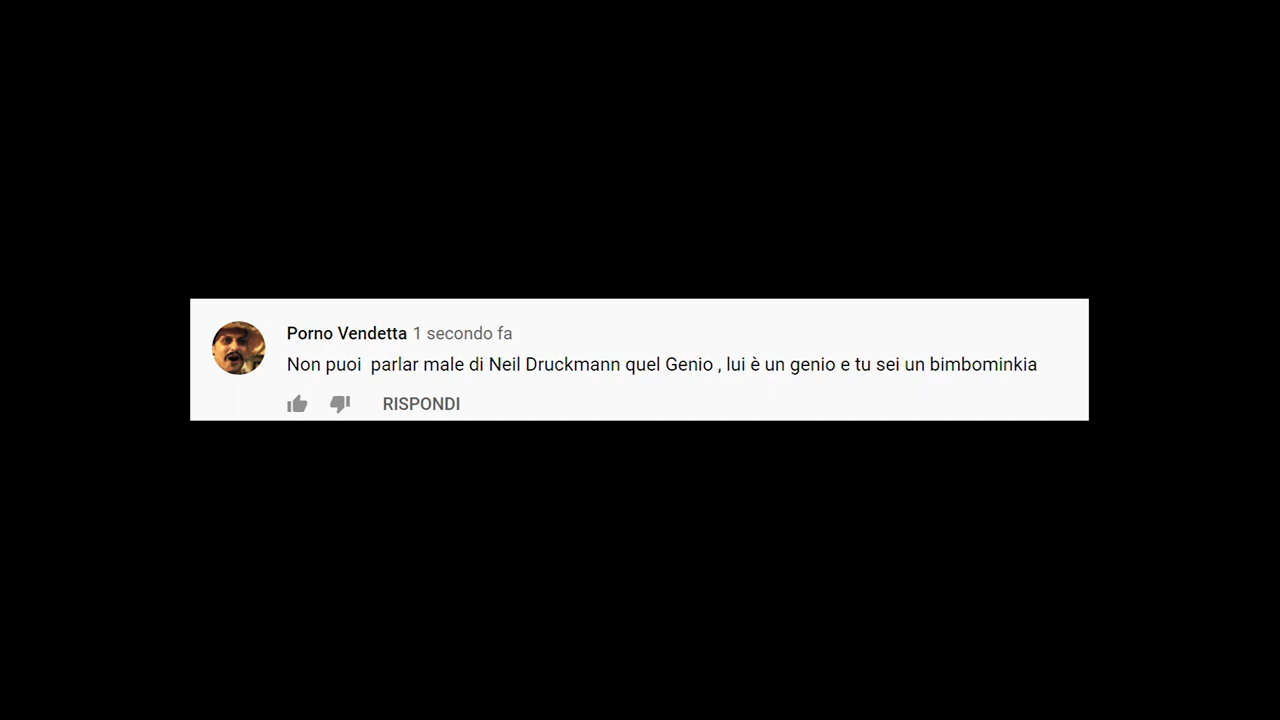 Porno Vendetta 1 secondo fa
Non puoi  parlar male di Neil Druckmann quel Genio , lui è un genio e tu sei un bimbominkia
RISPONDI